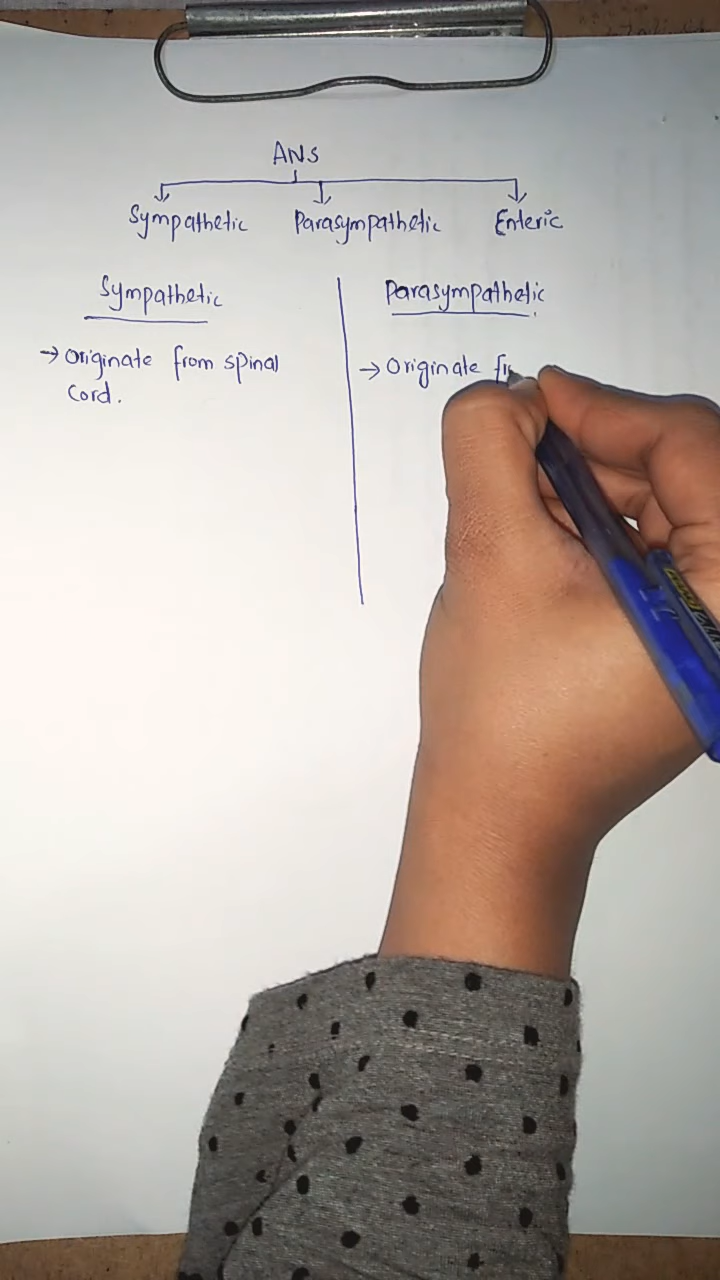 ANS
Sympathetic Parasympathetic Enteric
Sympathetic
→ Originate from spinal
Cord.
Parasympathetic
→ Originate